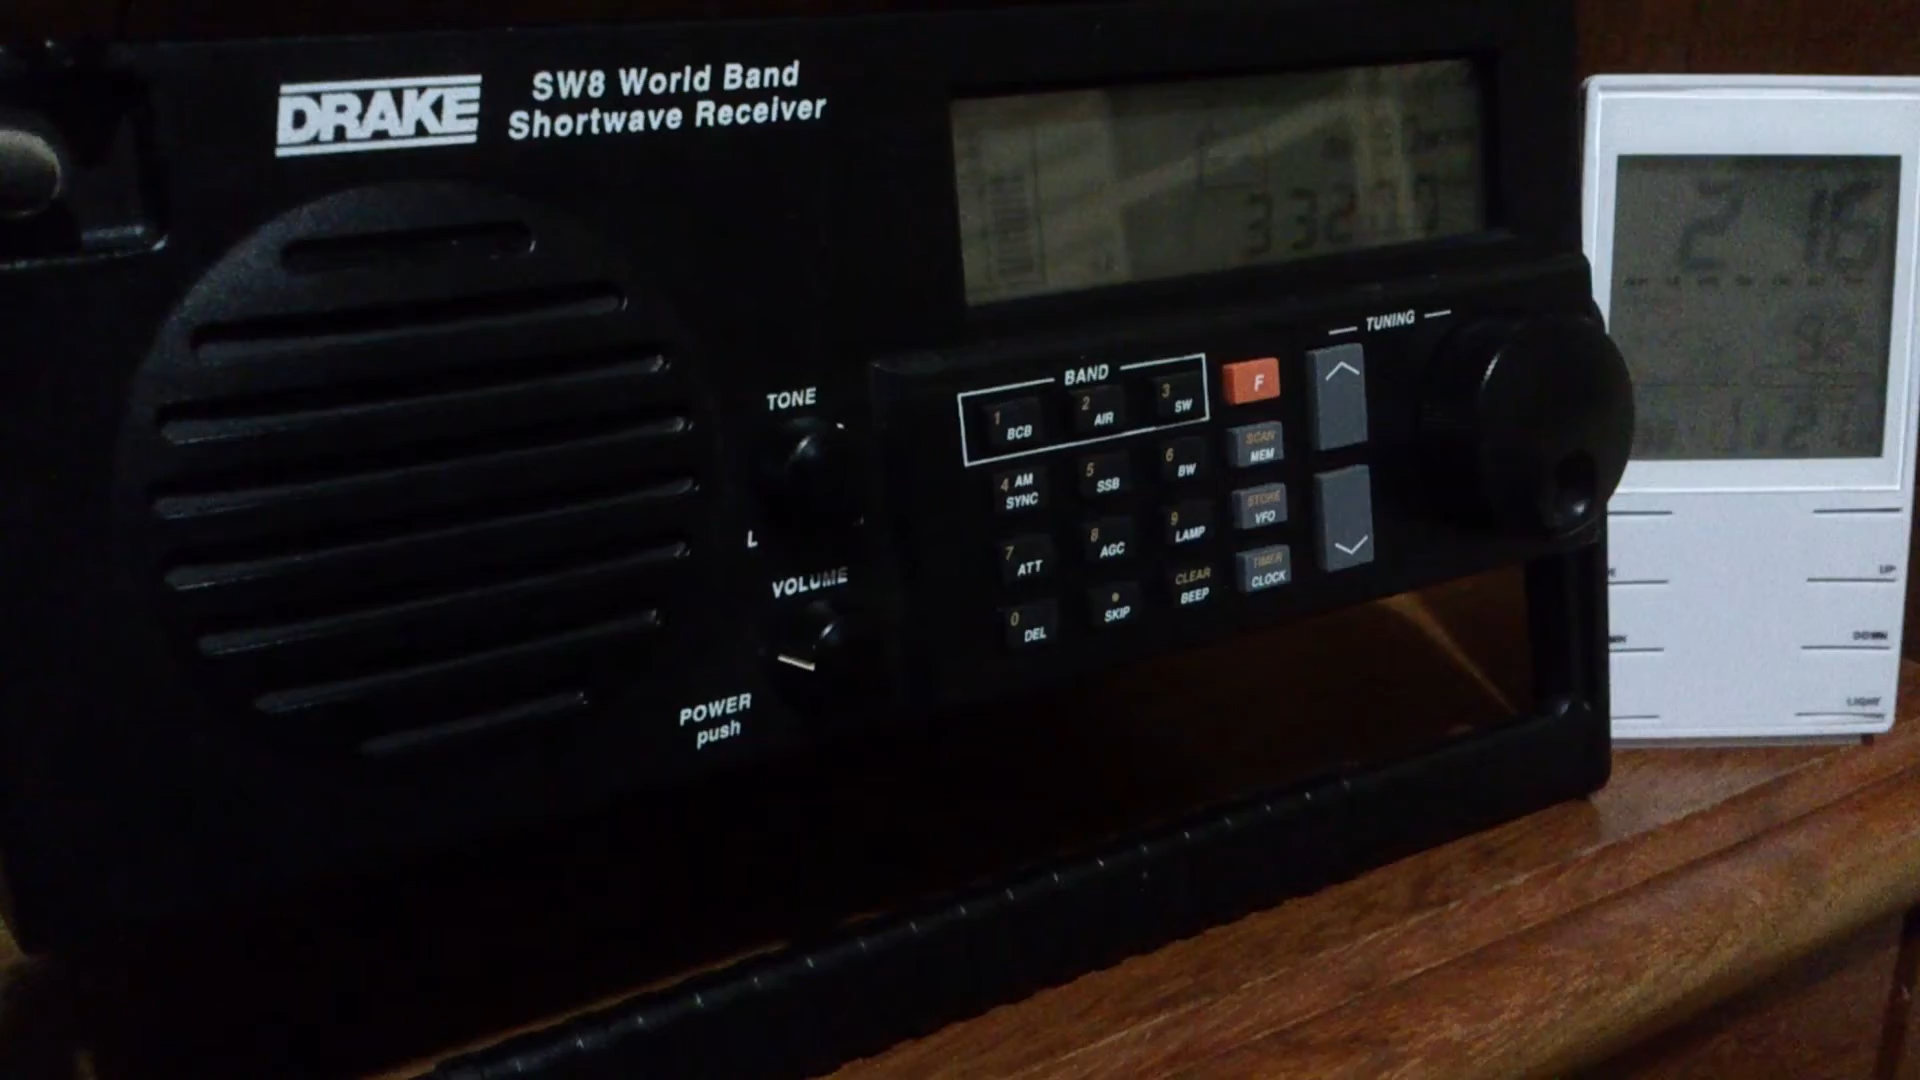 DRAKE
SW8 World Band
Shortwave Receiver
TUNING
BAND
1 BCB
2 AIR
3 SW
F
4 AM SYNC
5 SSB
6 BW
SCAN MEM
7 ATT
8 AGC
9 LAMP
STORE VFO
0 DEL
SKIP
CLEAR BEEP
TIMER CLOCK
TONE
L
VOLUME
POWER
push
2 16
UP
DOWN
LIGHT